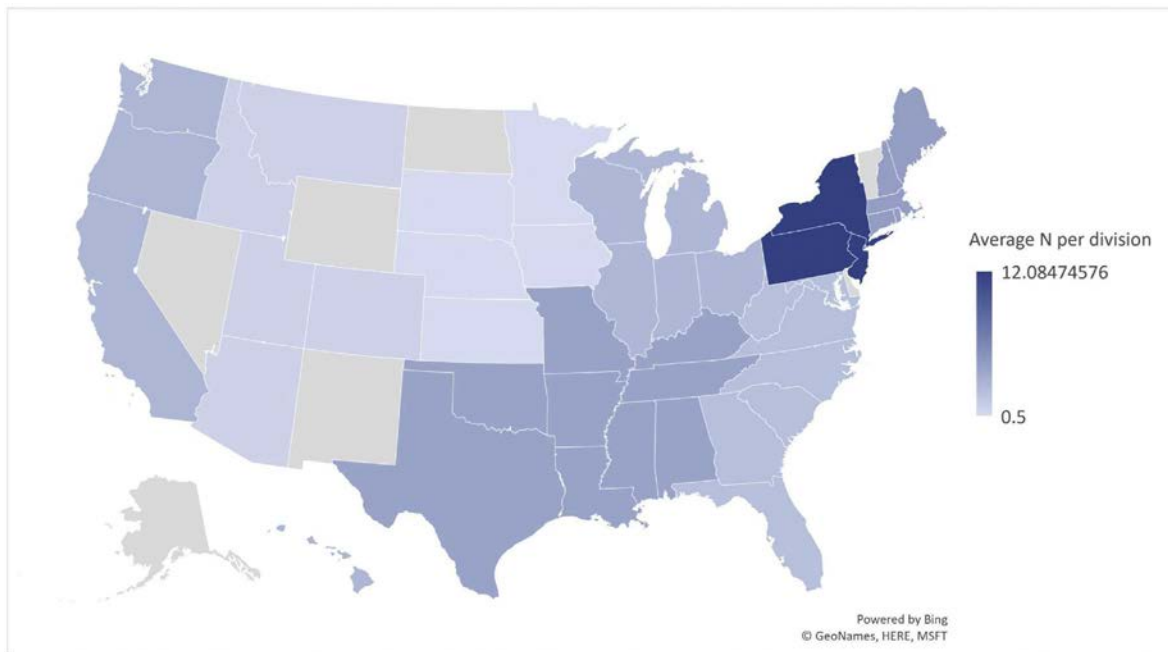 Average N per division
12.08474576
0.5
Powered by Bing
© GeoNames, HERE, MSFT